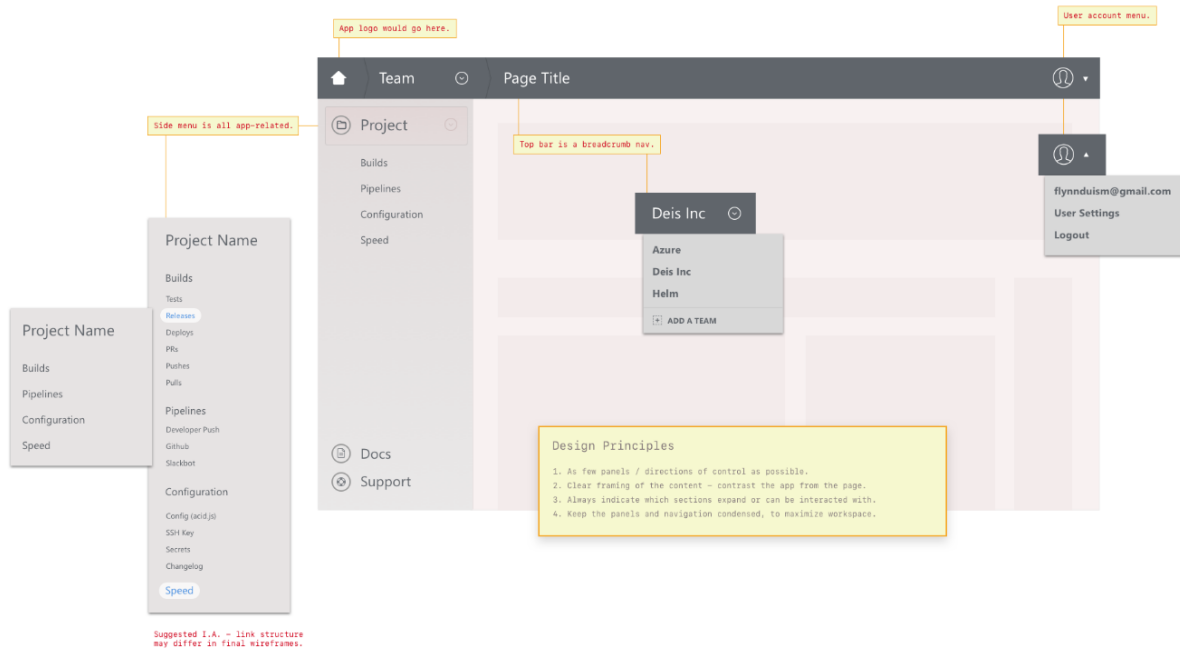 App logo would go here.
User account menu.
Team
Page Title
Side menu is all app-related.
Project
Builds
Pipelines
Configuration
Speed
Docs
Support
Top bar is a breadcrumb nav.
Deis Inc
Azure
Deis Inc
Helm
ADD A TEAM
flynnduism@gmail.com
User Settings
Logout
Project Name
Builds
Tests
Releases
Deploys
PRs
Pushes
Pulls
Pipelines
Developer Push
Github
Slackbot
Configuration
Config (acid.js)
SSH Key
Secrets
Changelog
Speed
Project Name
Builds
Pipelines
Configuration
Speed
Design Principles
1. As few panels / directions of control as possible.
2. Clear framing of the content – contrast the app from the page.
3. Always indicate which sections expand or can be interacted with.
4. Keep the panels and navigation condensed, to maximize workspace.
Suggested I.A. – link structure
may differ in final wireframes.